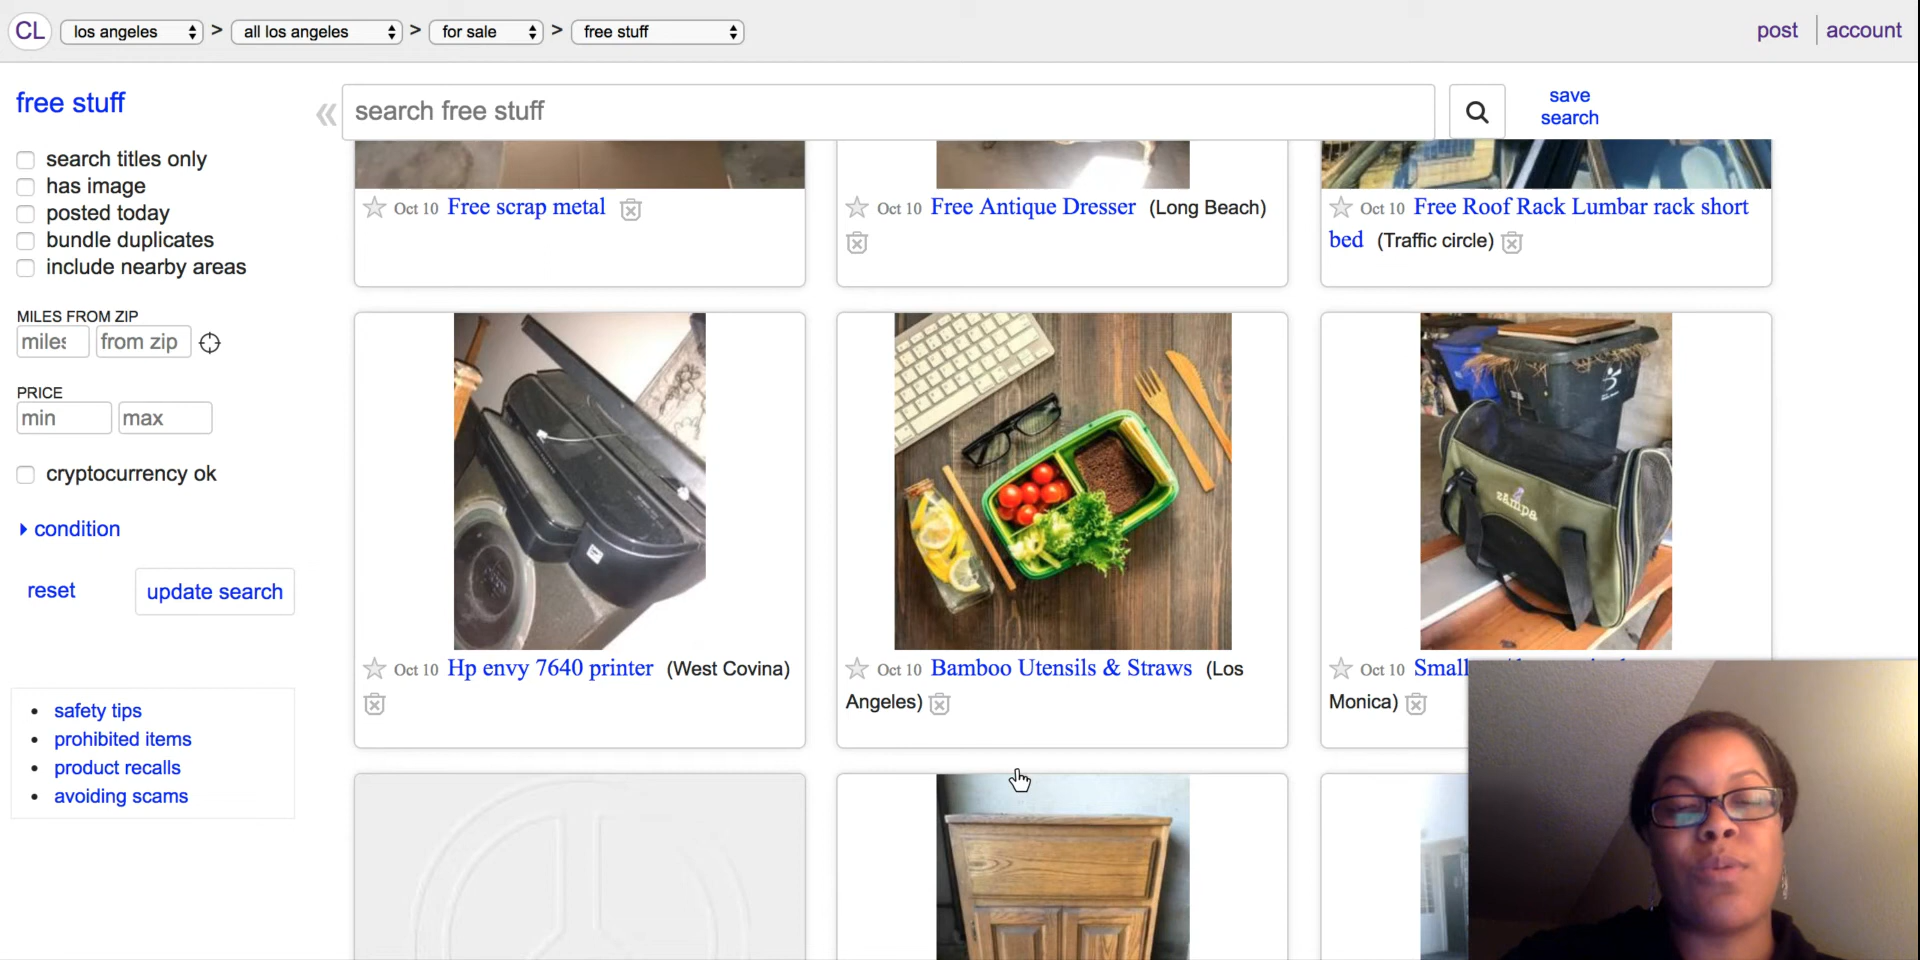 CL los angeles > all los angeles > for sale > free stuff post account
free stuff
« search free stuff
save
search
search titles only
has image
posted today
bundle duplicates
include nearby areas
MILES FROM ZIP
miles from zip
PRICE
min max
cryptocurrency ok
condition
reset update search
safety tips
prohibited items
product recalls
avoiding scams
Oct 10 Free scrap metal
Oct 10 Free Antique Dresser (Long Beach)
Oct 10 Free Roof Rack Lumbar rack short
bed (Traffic circle)
zampa
Oct 10 Hp envy 7640 printer (West Covina)
Oct 10 Bamboo Utensils & Straws (Los
Angeles)
Oct 10 Small
Monica)